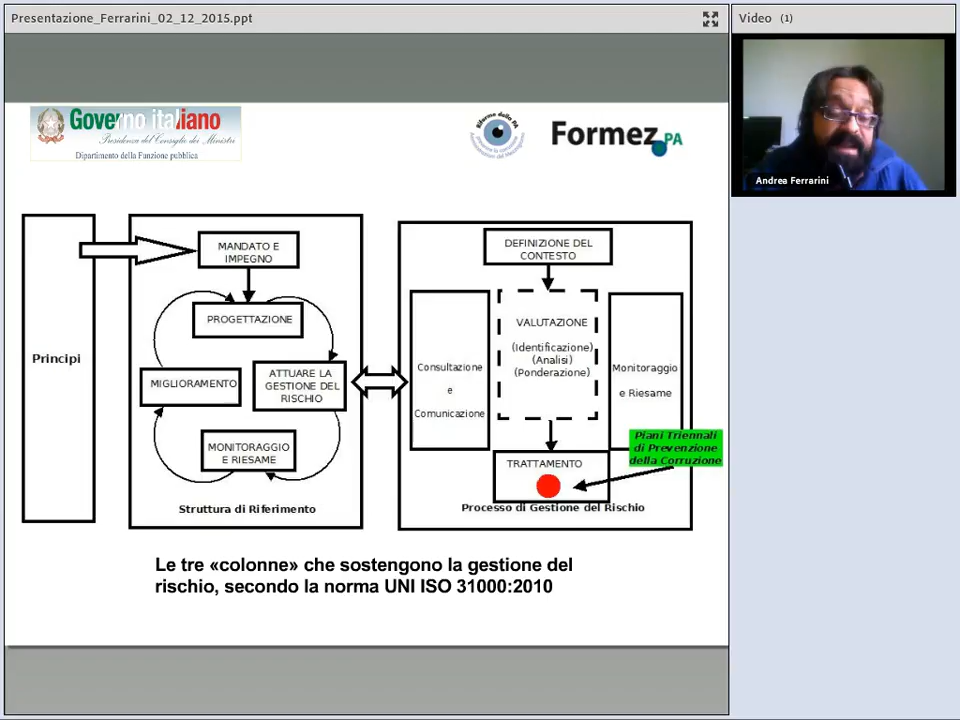 Presentazione_Ferrarini_02_12_2015.ppt
Video (1)
Governo italiano
Presidenza del Consiglio dei Ministri
Dipartimento della Funzione pubblica
Formez PA
Andrea Ferrarini
Principi
MANDATO E
IMPEGNO
PROGETTAZIONE
ATTUARE LA
GESTIONE DEL
RISCHIO
MIGLIORAMENTO
MONITORAGGIO
E RIESAME
Struttura di Riferimento
DEFINIZIONE DEL
CONTESTO
Consultazione
e
Comunicazione
VALUTAZIONE
(Identificazione)
(Analisi)
(Ponderazione)
Monitoraggio
e Riesame
Piani Triennali
di Prevenzione
della Corruzione
TRATTAMENTO
Processo di Gestione del Rischio
Le tre «colonne» che sostengono la gestione del
rischio, secondo la norma UNI ISO 31000:2010